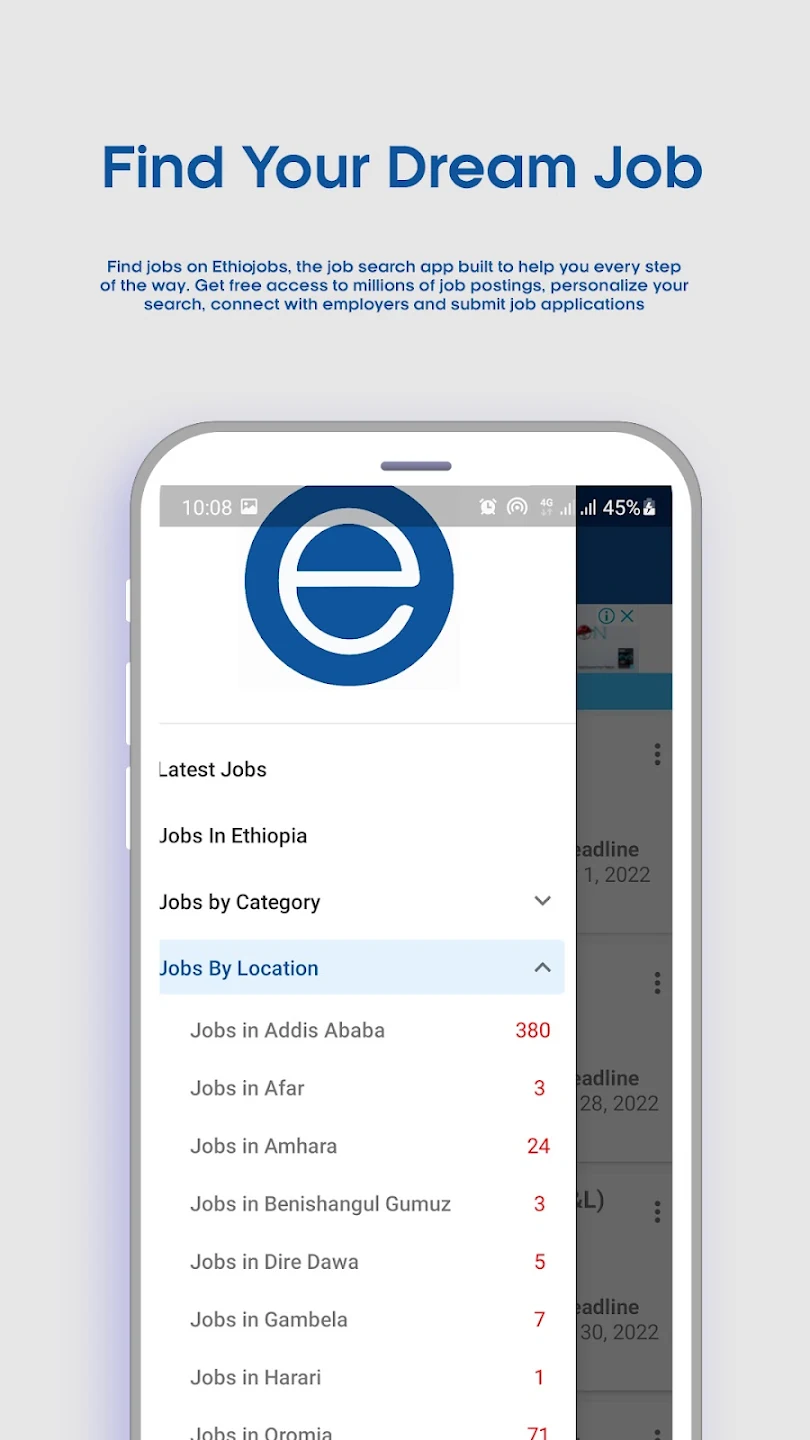 Find Your Dream Job
Find jobs on Ethiojobs, the job search app built to help you every step
of the way. Get free access to millions of job postings, personalize your
search, connect with employers and submit job applications
10:08
4G
45%
e
Latest Jobs
Jobs In Ethiopia
Jobs by Category
eadline
1, 2022
Jobs By Location
Jobs in Addis Ababa 380
Jobs in Afar 3
eadline
28, 2022
Jobs in Amhara 24
Jobs in Benishangul Gumuz 3
&L)
Jobs in Dire Dawa 5
Jobs in Gambela 7
eadline
30, 2022
Jobs in Harari 1
Jobs in Oromia 71